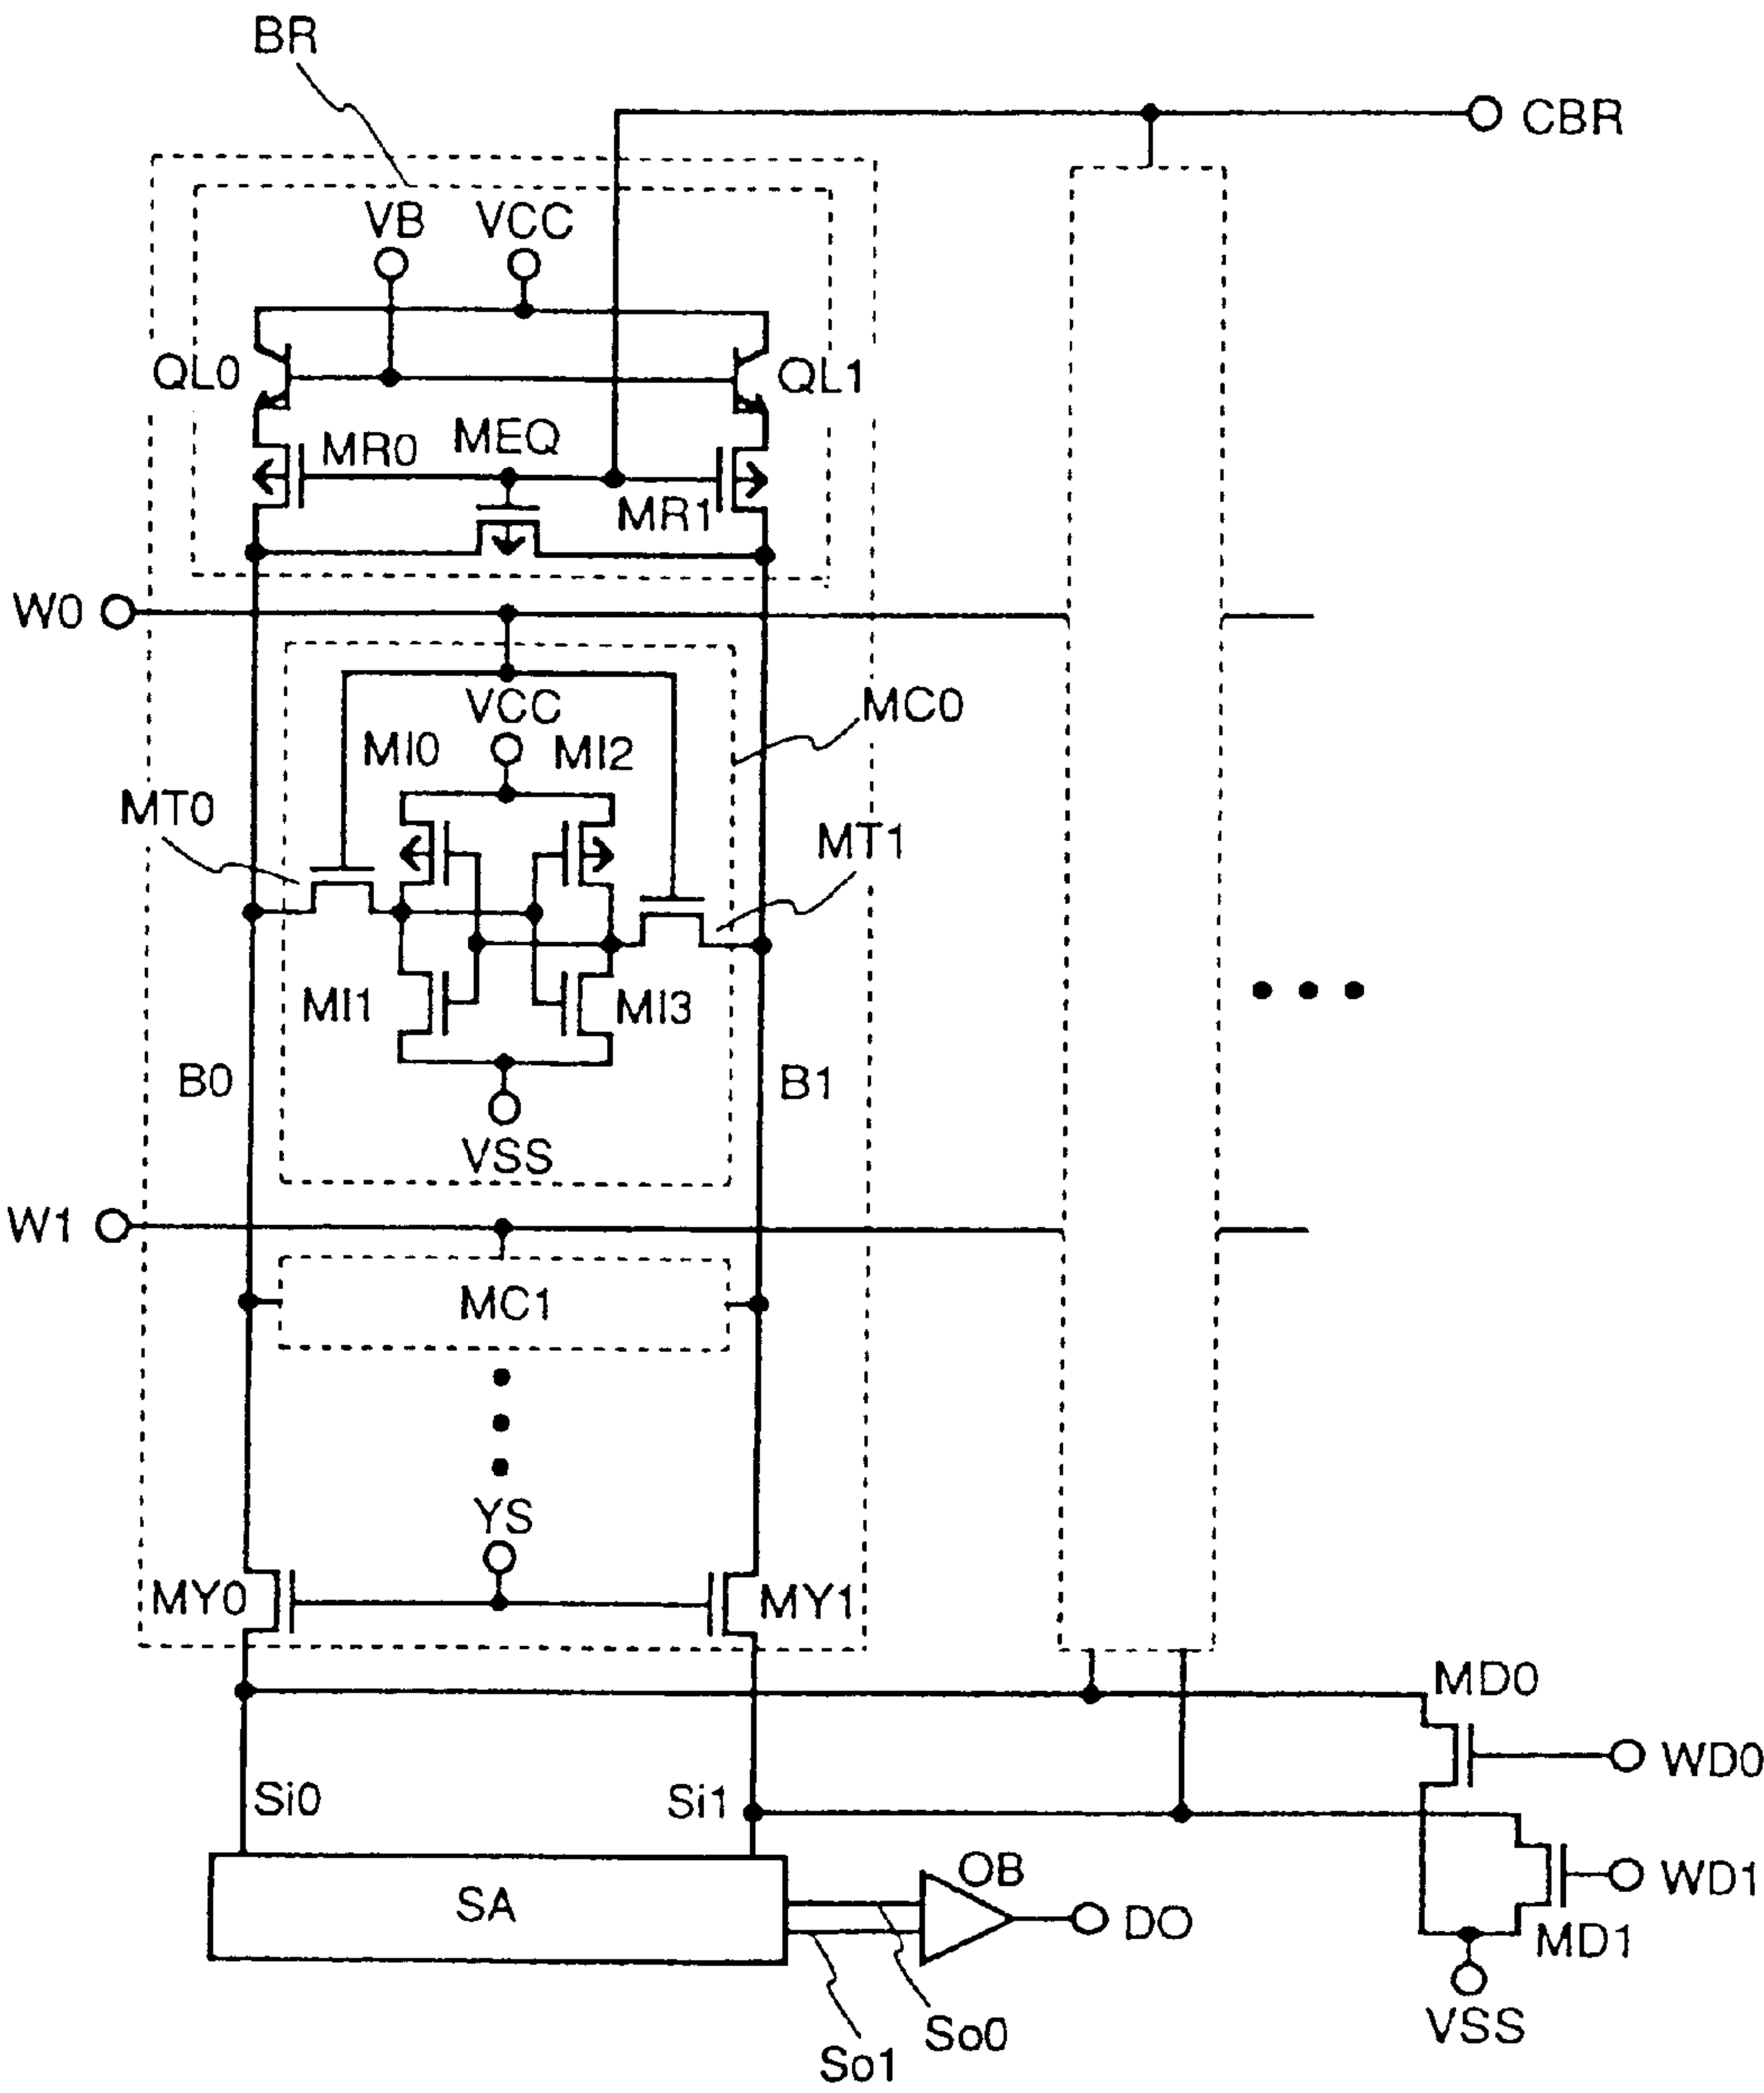 BR
CBR
VB VCC
QL0 QL1
MEQ
MR0
MR1
W0
MC0
VCC
MI0 MI2
MT0
MT1
MI1 MI3
B0 B1
VSS
W1
MC1
YS
MY0 MY1
MD0
WD0
Si0 Si1
OB
WD1
SA
DO
MD1
VSS
So0
So1